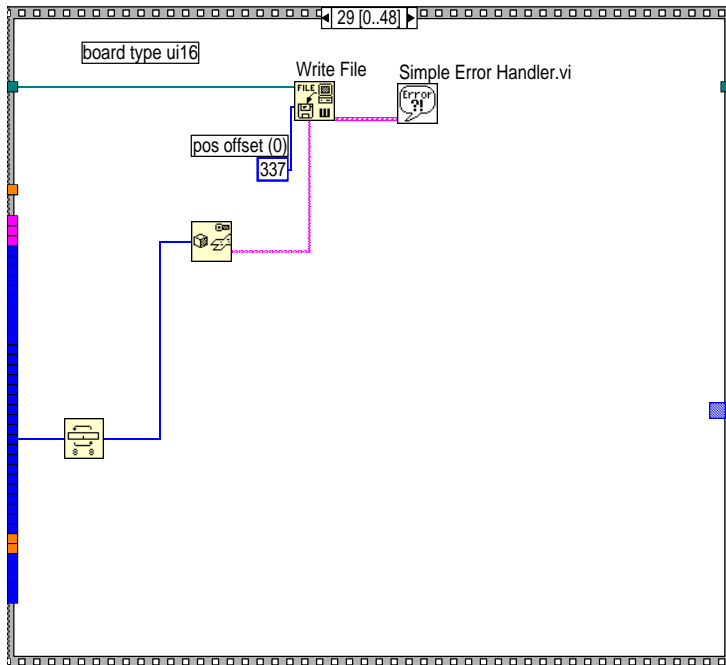 29 [0..48]
board type ui16
Write File
Simple Error Handler.vi
FILE
W
Error
?!
pos offset (0)
337